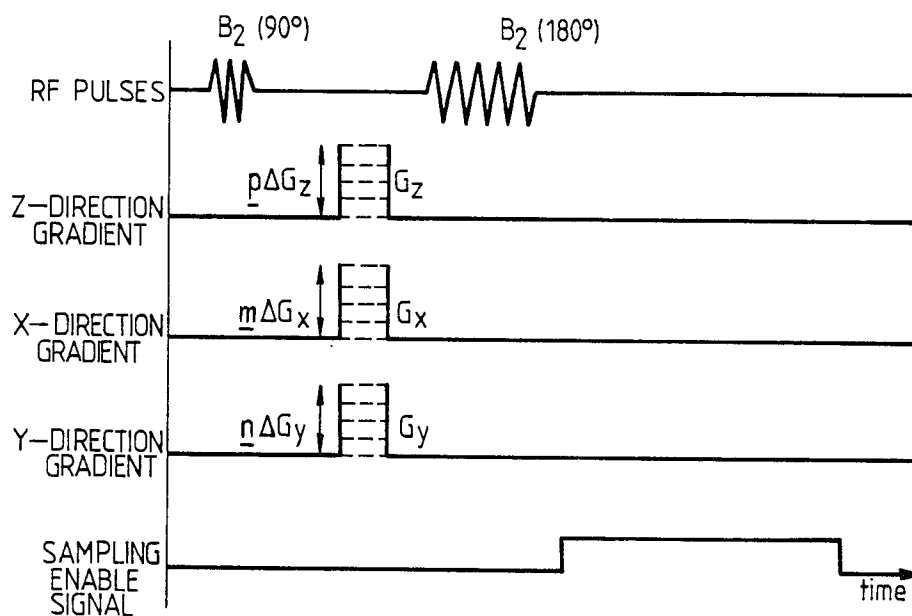 B2 (90°)
B2 (180°)
RF PULSES
pΔGz
Gz
Z-DIRECTION
GRADIENT
mΔGx
Gx
X-DIRECTION
GRADIENT
nΔGy
Gy
Y-DIRECTION
GRADIENT
SAMPLING
ENABLE
SIGNAL
time